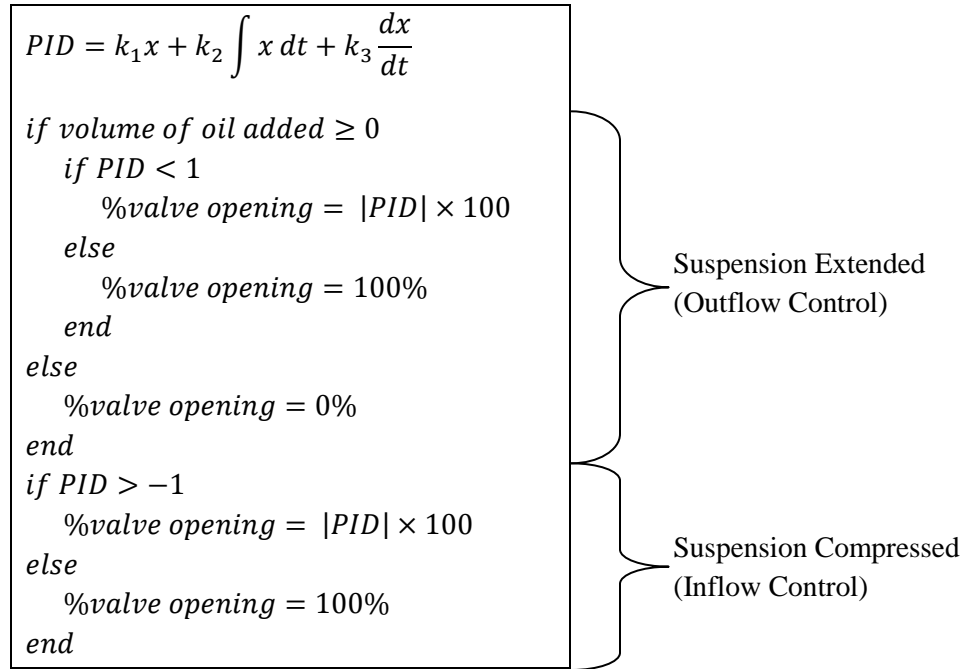 PID = k₁x + k₂ ∫ x dt + k₃ dx/dt
if volume of oil added ≥ 0
if PID < 1
%valve opening = |PID| × 100
else
%valve opening = 100%
end
else
%valve opening = 0%
end
if PID > −1
%valve opening = |PID| × 100
else
%valve opening = 100%
end
Suspension Extended
(Outflow Control)
Suspension Compressed
(Inflow Control)